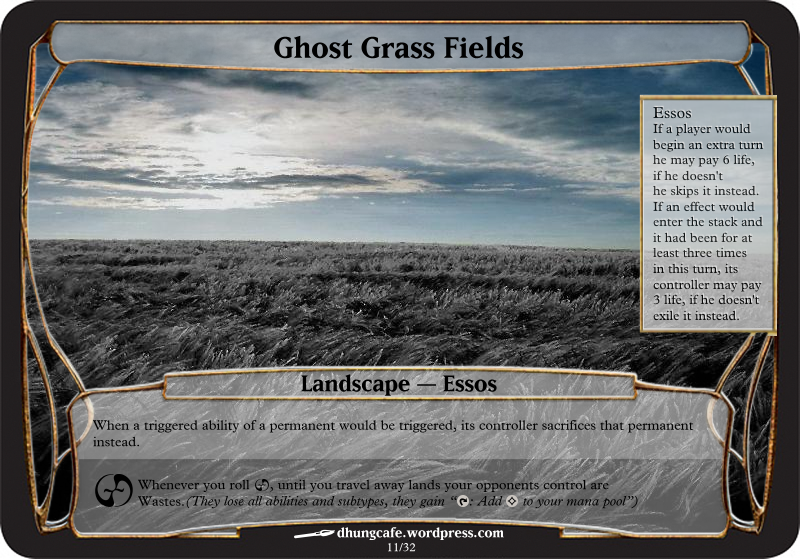 Ghost Grass Fields
Essos
If a player would
begin an extra turn
he may pay 6 life,
if he doesn't
he skips it instead.
If an effect would
enter the stack and
it had been for at
least three times
in this turn, its
controller may pay
3 life, if he doesn't
exile it instead.
Landscape — Essos
When a triggered ability of a permanent would be triggered, its controller sacrifices that permanent
instead.
Whenever you roll , until you travel away lands your opponents control are
Wastes.(They lose all abilities and subtypes, they gain “: Add to your mana pool”)
dhungcafe.wordpress.com
11/32